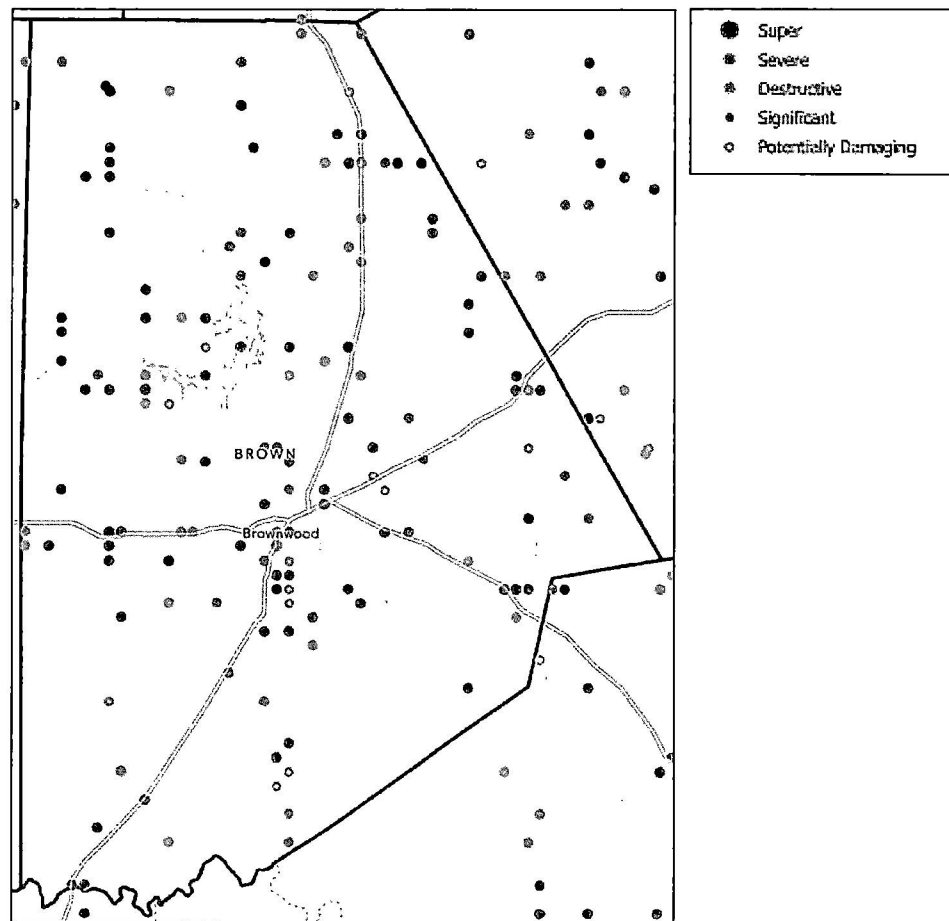 Super
Severe
Destructive
Significant
Potentially Damaging
BROWN
Brownwood